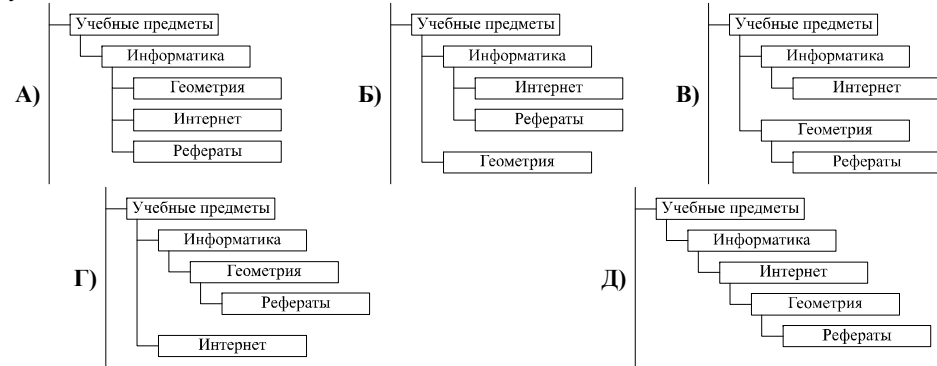 Учебные предметы
Информатика
А)
Геометрия
Интернет
Рефераты
Учебные предметы
Информатика
Б)
Интернет
Рефераты
Геометрия
Учебные предметы
Информатика
В)
Интернет
Геометрия
Рефераты
Учебные предметы
Информатика
Г)
Геометрия
Рефераты
Интернет
Учебные предметы
Информатика
Д)
Интернет
Геометрия
Рефераты